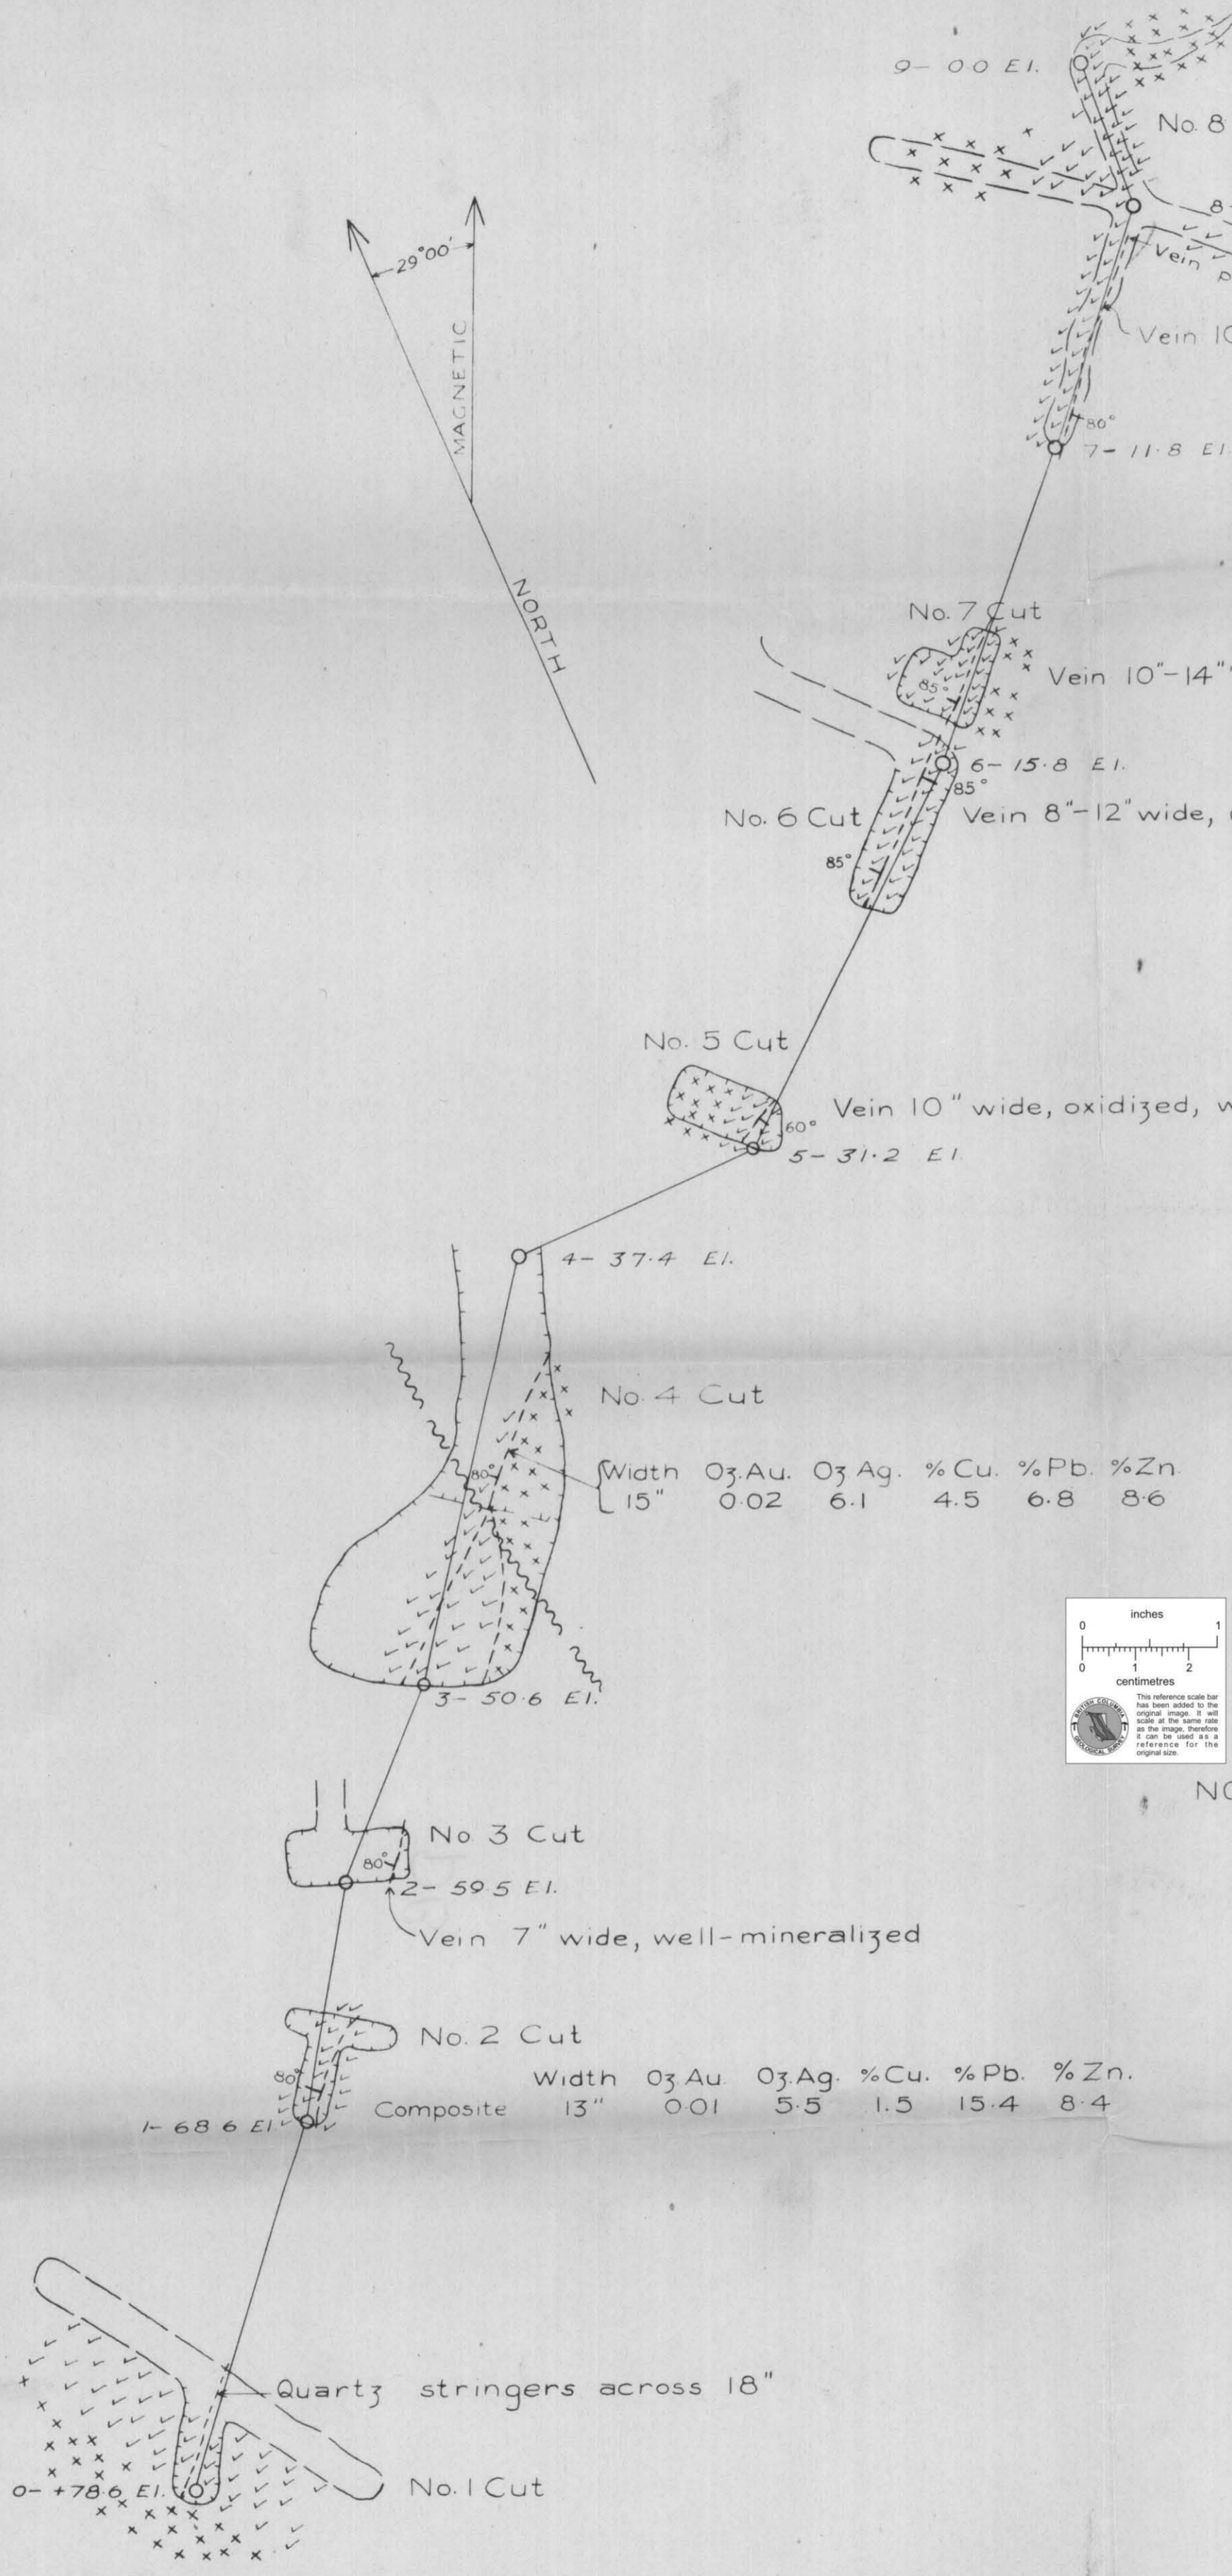 9- 0.0 El.
No. 8
8-
29°00'
Vein
MAGNETIC
Vein 10
80°
7- 11.8 El.
NORTH
No. 7 Cut
85°
Vein 10"-14"
6- 15.8 El.
85°
No. 6 Cut
Vein 8"-12" wide,
85°
No. 5 Cut
Vein 10" wide, oxidized, w
60°
5- 31.2 El.
4- 37.4 El.
No. 4 Cut
80°
Width Oz. Au. Oz Ag. % Cu. % Pb. % Zn.
15" 0.02 6.1 4.5 6.8 8.6
inches
0 1
0 1 2
centimetres
This reference scale bar
has been added to the
original image. It will
scale at the same rate
as the image, therefore
it can be used as a
reference for the
original size.
BRITISH COLUMBIA
GEOLOGICAL SURVEY
3- 50.6 El.
NO
No 3 Cut
80°
2- 59.5 El.
Vein 7" wide, well-mineralized
No. 2 Cut
80°
Width Oz. Au. Oz. Ag. % Cu. % Pb. % Zn.
Composite 13" 0.01 5.5 1.5 15.4 8.4
1- 68.6 El.
Quartz stringers across 18"
0- +78.6 El.
No. 1 Cut